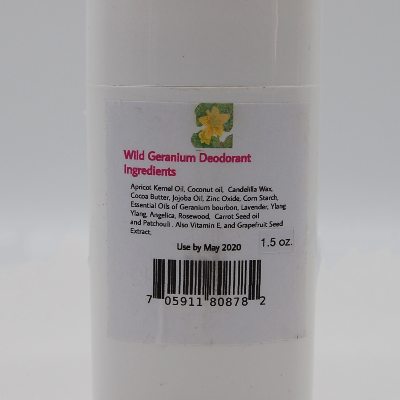 Wild Geranium Deodorant
Ingredients
Apricot Kernel Oil, Coconut oil, Candelilla Wax,
Cocoa Butter, Jojoba Oil, Zinc Oxide, Corn Starch,
Essential Oils of Geranium bourbon, Lavender, Ylang
Ylang, Angelica, Rosewood, Carrot Seed oil
and Patchouli . Also Vitamin E, and Grapefruit Seed
Extract.
Use by May 2020
1.5 oz.
7 05911 80878 2